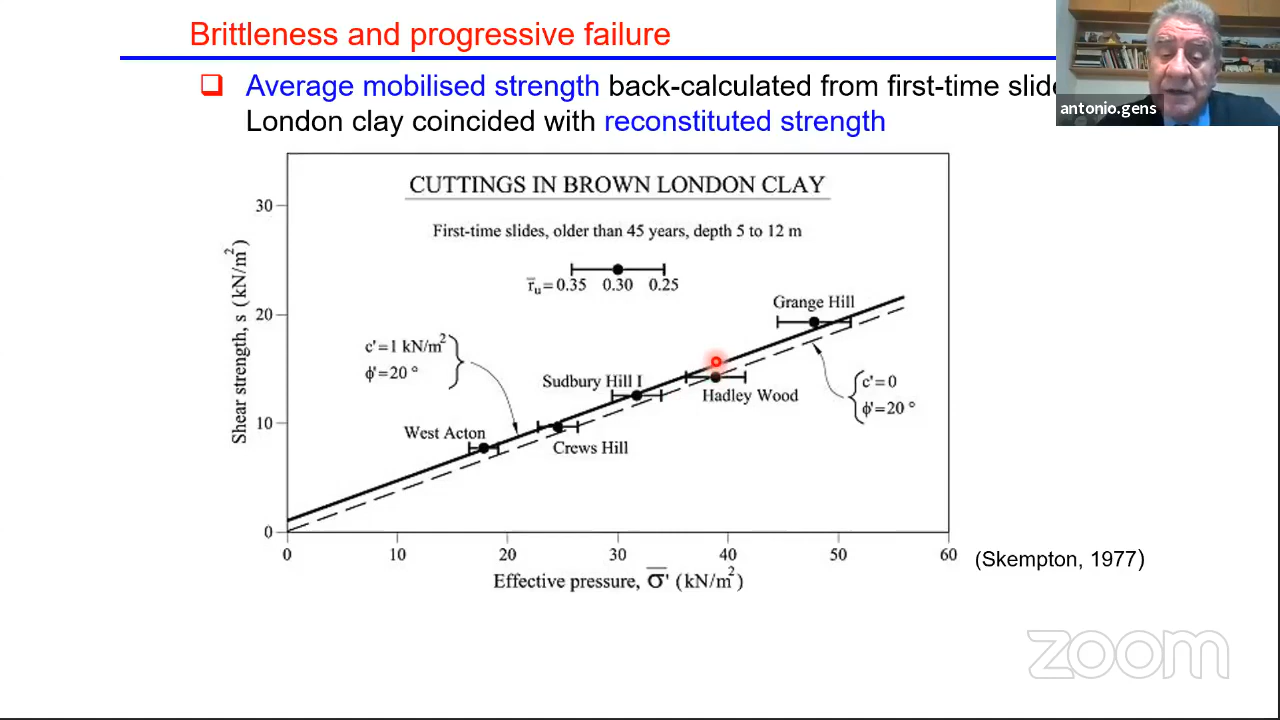 Brittleness and progressive failure
Average mobilised strength back-calculated from first-time slide
London clay coincided with reconstituted strength
antonio.gens
CUTTINGS IN BROWN LONDON CLAY
First-time slides, older than 45 years, depth 5 to 12 m
r̄u = 0.35 0.30 0.25
Shear strength, s (kN/m²)
30
20
10
0
c'=1 kN/m²
ϕ'=20 °
West Acton
Crews Hill
Sudbury Hill I
Hadley Wood
Grange Hill
c'=0
ϕ'=20 °
0 10 20 30 40 50 60
Effective pressure, σ̄' (kN/m²)
(Skempton, 1977)
zoom